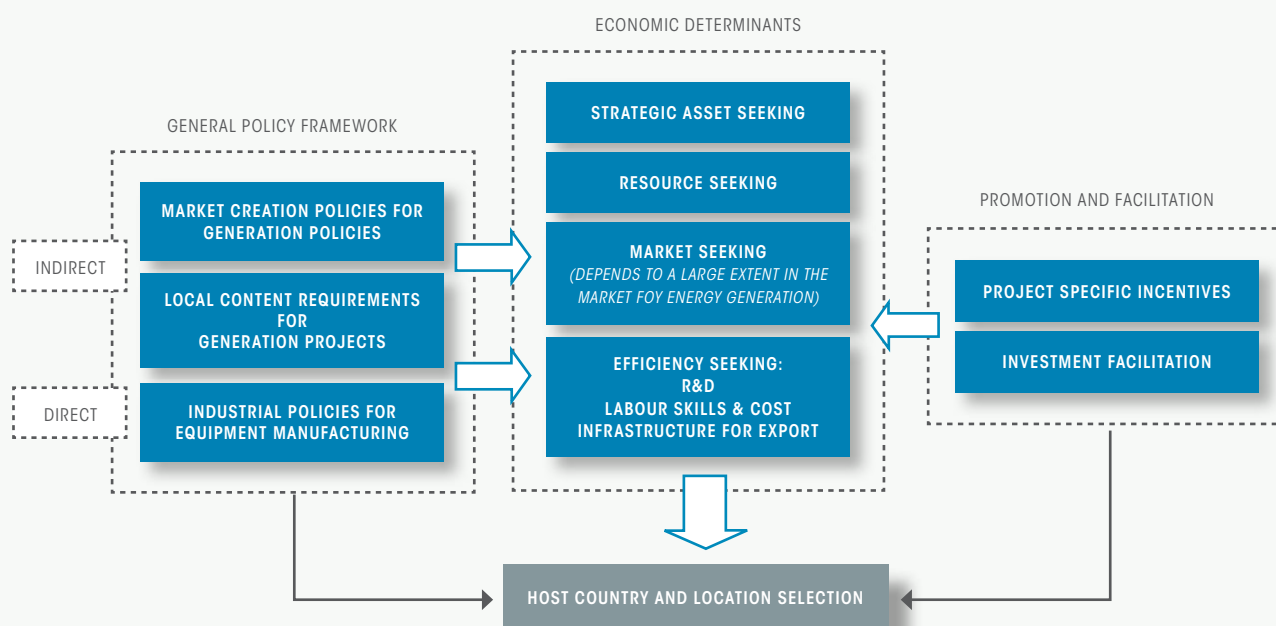 ECONOMIC DETERMINANTS
STRATEGIC ASSET SEEKING
RESOURCE SEEKING
MARKET SEEKING
(DEPENDS TO A LARGE EXTENT IN THE
MARKET FOY ENERGY GENERATION)
EFFICIENCY SEEKING:
R&D
LABOUR SKILLS & COST
INFRASTRUCTURE FOR EXPORT
GENERAL POLICY FRAMEWORK
MARKET CREATION POLICIES FOR
GENERATION POLICIES
LOCAL CONTENT REQUIREMENTS
FOR
GENERATION PROJECTS
INDUSTRIAL POLICIES FOR
EQUIPMENT MANUFACTURING
INDIRECT
DIRECT
PROMOTION AND FACILITATION
PROJECT SPECIFIC INCENTIVES
INVESTMENT FACILITATION
HOST COUNTRY AND LOCATION SELECTION